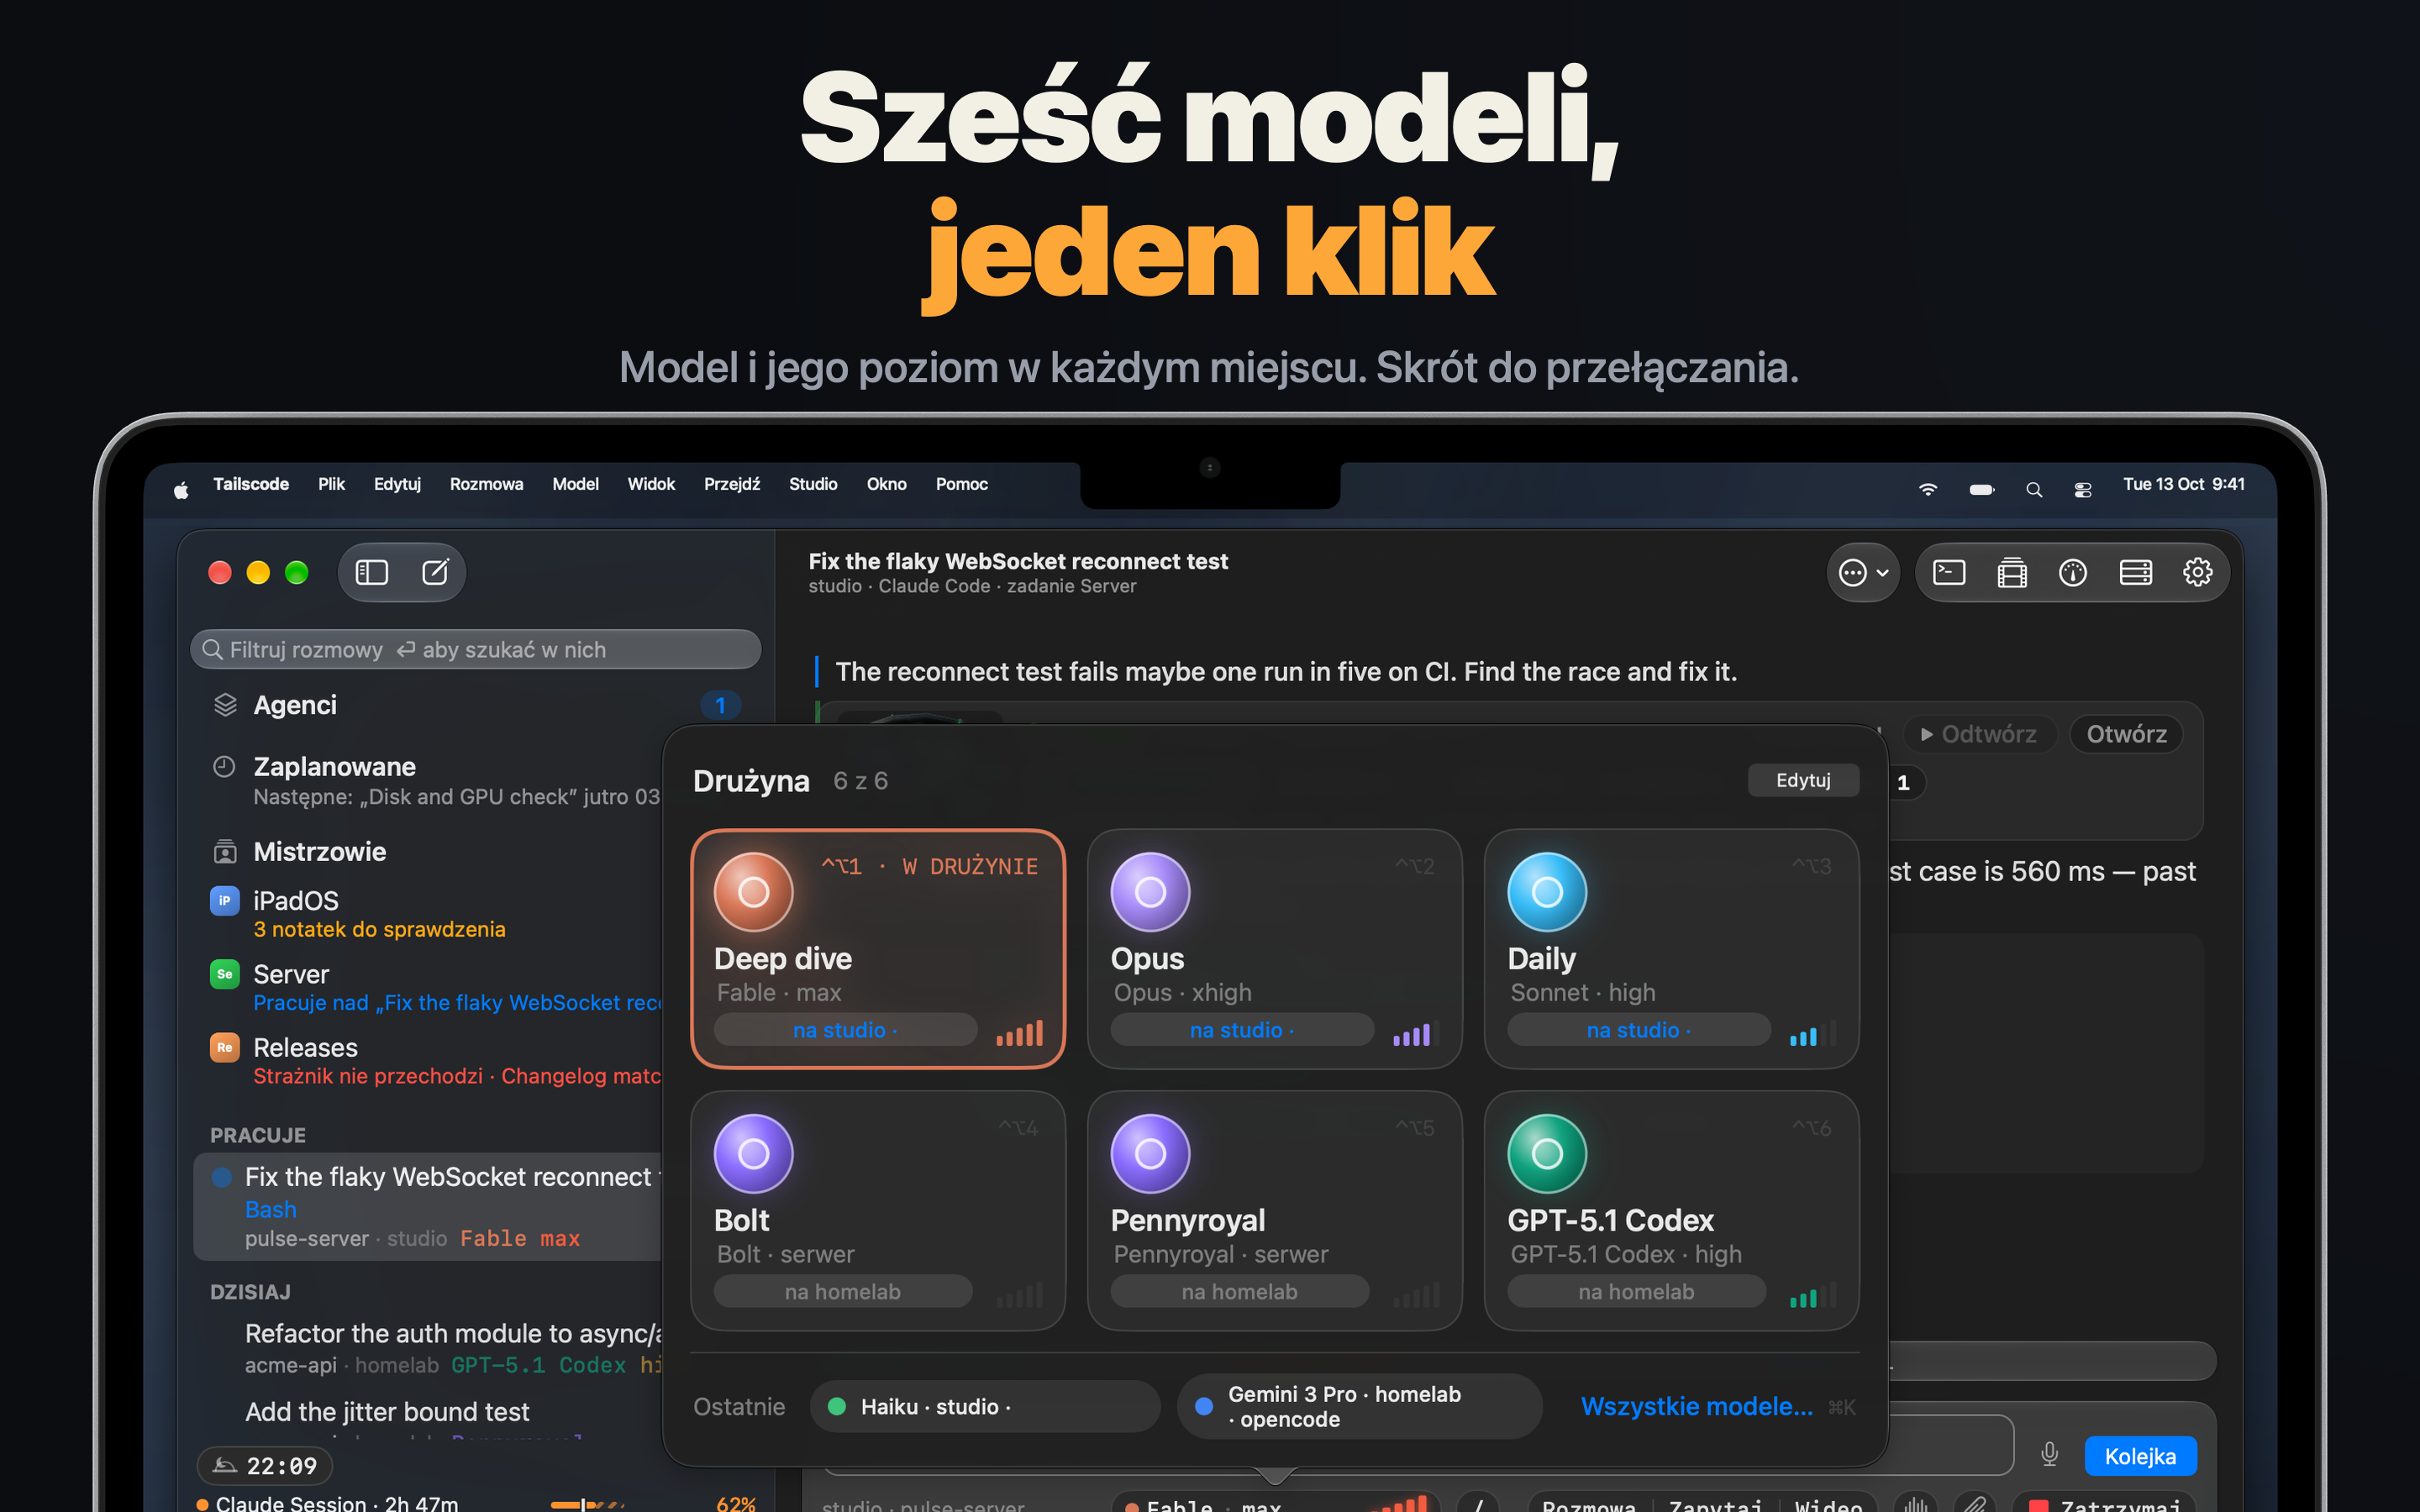 Sześć modeli,
jeden klik
Model i jego poziom w każdym miejscu. Skrót do przełączania.
Tailscode Plik Edytuj Rozmowa Model Widok Przejdź Studio Okno Pomoc
Tue 13 Oct 9:41
Fix the flaky WebSocket reconnect test
studio · Claude Code · zadanie Server
Filtruj rozmowy ↩ aby szukać w nich
The reconnect test fails maybe one run in five on CI. Find the race and fix it.
Agenci 1
Odtwórz Otwórz
1
Zaplanowane
Następne: „Disk and GPU check” jutro 03
Mistrzowie
iP iPadOS
3 notatek do sprawdzenia
Se Server
Pracuje nad „Fix the flaky WebSocket
Re Releases
Strażnik nie przechodzi · Changelog
st case is 560 ms — past
Drużyna 6 z 6 Edytuj
^⌥1 · W DRUŻYNIE
Deep dive
Fable · max
na studio ·
^⌥2
Opus
Opus · xhigh
na studio ·
^⌥3
Daily
Sonnet · high
na studio ·
^⌥4
Bolt
Bolt · serwer
na homelab
^⌥5
Pennyroyal
Pennyroyal · serwer
na homelab
^⌥6
GPT-5.1 Codex
GPT-5.1 Codex · high
na homelab
Ostatnie
Haiku · studio ·
Gemini 3 Pro · homelab
· opencode
Wszystkie modele... ⌘K
PRACUJE
Fix the flaky WebSocket reconnect
Bash
pulse-server · studio Fable max
DZISIAJ
Refactor the auth module to async/
acme-api · homelab GPT-5.1 Codex
Add the jitter bound test
22:09
Claude Session · 2h 47m 62%
Kolejka
studio · pulse-server
Fable · max
/
Rozmowa Zapytaj Wideo
Zatrzymaj